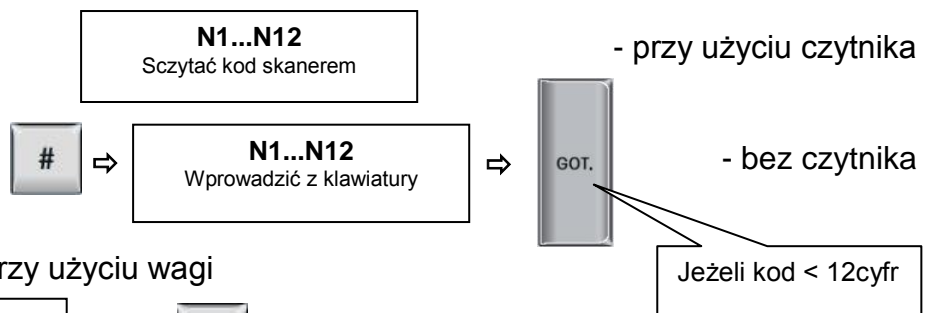 N1...N12
Sczytać kod skanerem
- przy użyciu czytnika
#
N1...N12
Wprowadzić z klawiatury
GOT.
- bez czytnika
Jeżeli kod < 12cyfr
rzy użyciu wagi